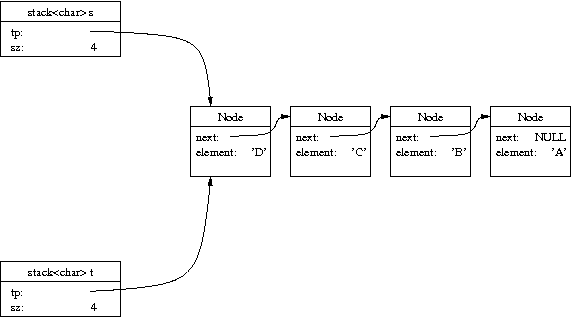 stack<char> s
tp:
sz: 4
Node Node Node Node
next: next: next: next: NULL
element: 'D' element: 'C' element: 'B' element: 'A'
stack<char> t
tp:
sz: 4